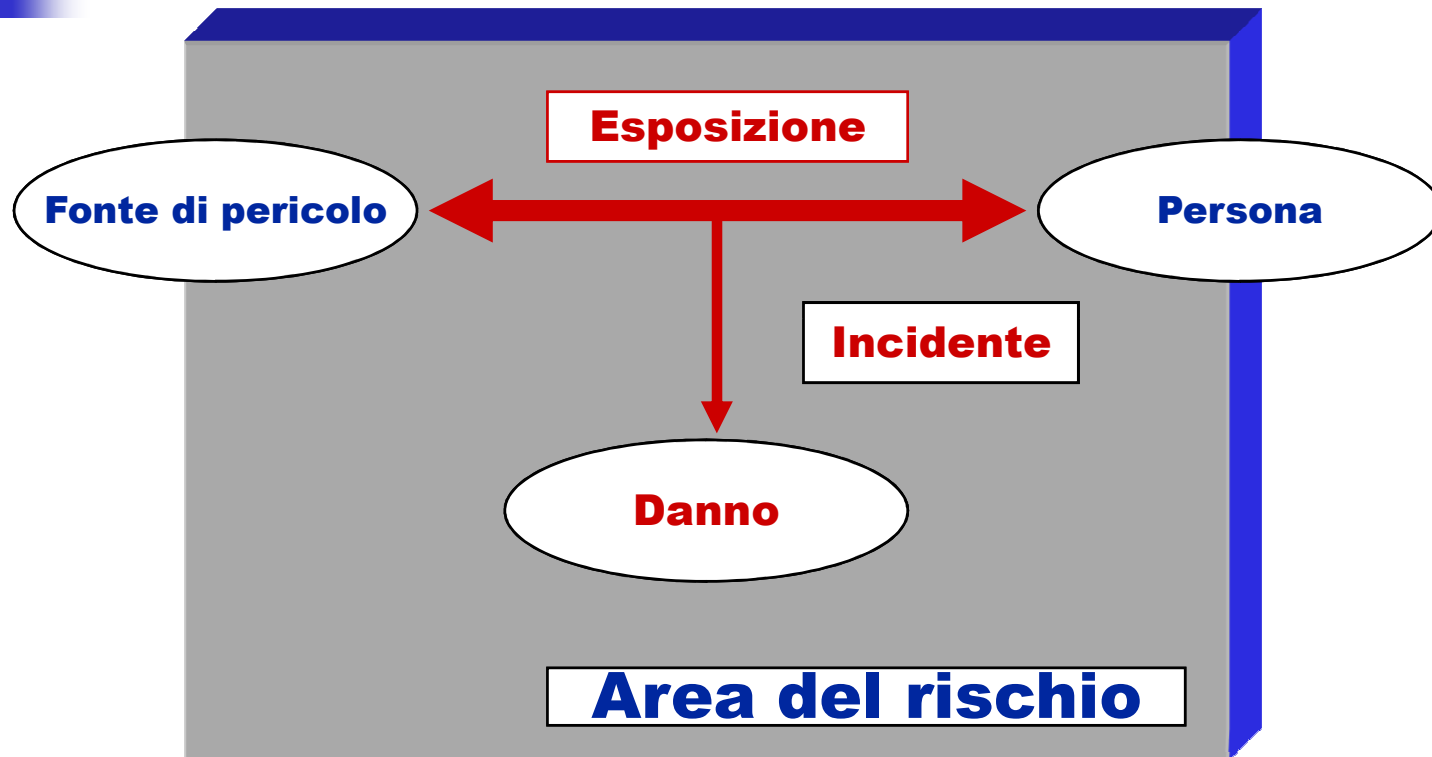 Esposizione
Fonte di pericolo
Persona
Incidente
Danno
Area del rischio